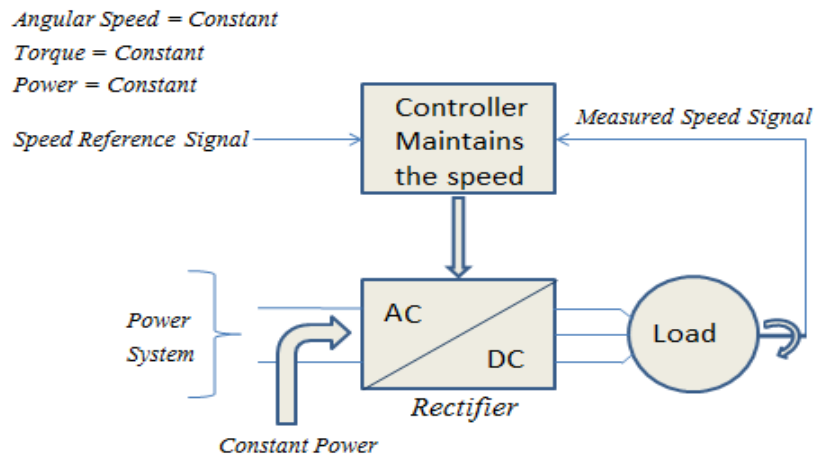 Angular Speed = Constant
Torque = Constant
Power = Constant
Speed Reference Signal
Controller
Maintains
the speed
Measured Speed Signal
Power
System
AC
DC
Load
Rectifier
Constant Power